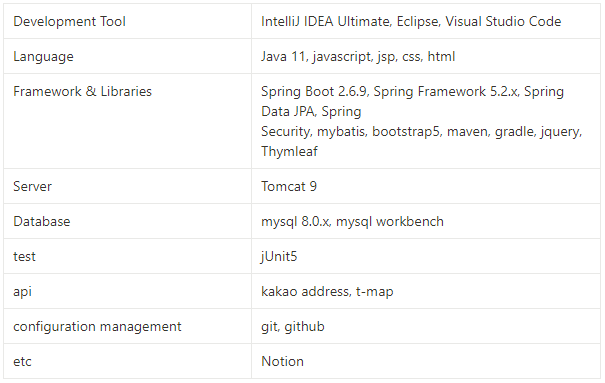 Development Tool
IntelliJ IDEA Ultimate, Eclipse, Visual Studio Code
Language
Java 11, javascript, jsp, css, html
Framework & Libraries
Spring Boot 2.6.9, Spring Framework 5.2.x, Spring
Data JPA, Spring
Security, mybatis, bootstrap5, maven, gradle, jquery,
Thymleaf
Server
Tomcat 9
Database
mysql 8.0.x, mysql workbench
test
jUnit5
api
kakao address, t-map
configuration management
git, github
etc
Notion